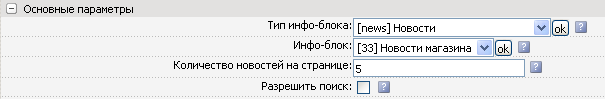 Основные параметры
Тип инфо-блока: [news] Новости ok ?
Инфо-блок: [33] Новости магазина ok ?
Количество новостей на странице: 5 ?
Разрешить поиск: ?